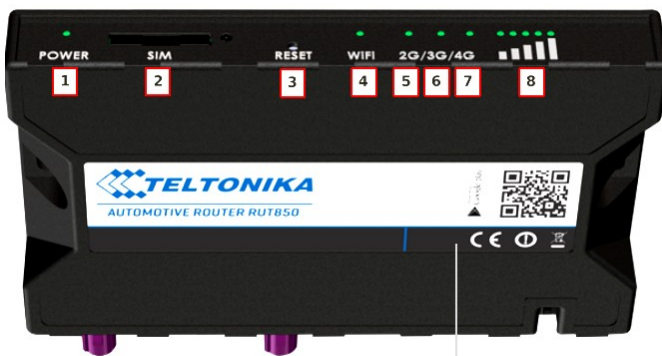 POWER SIM RESET WiFi 2G/3G/4G
1 2 3 4 5 6 7 8
TELTONIKA
AUTOMOTIVE ROUTER RUT850
CE